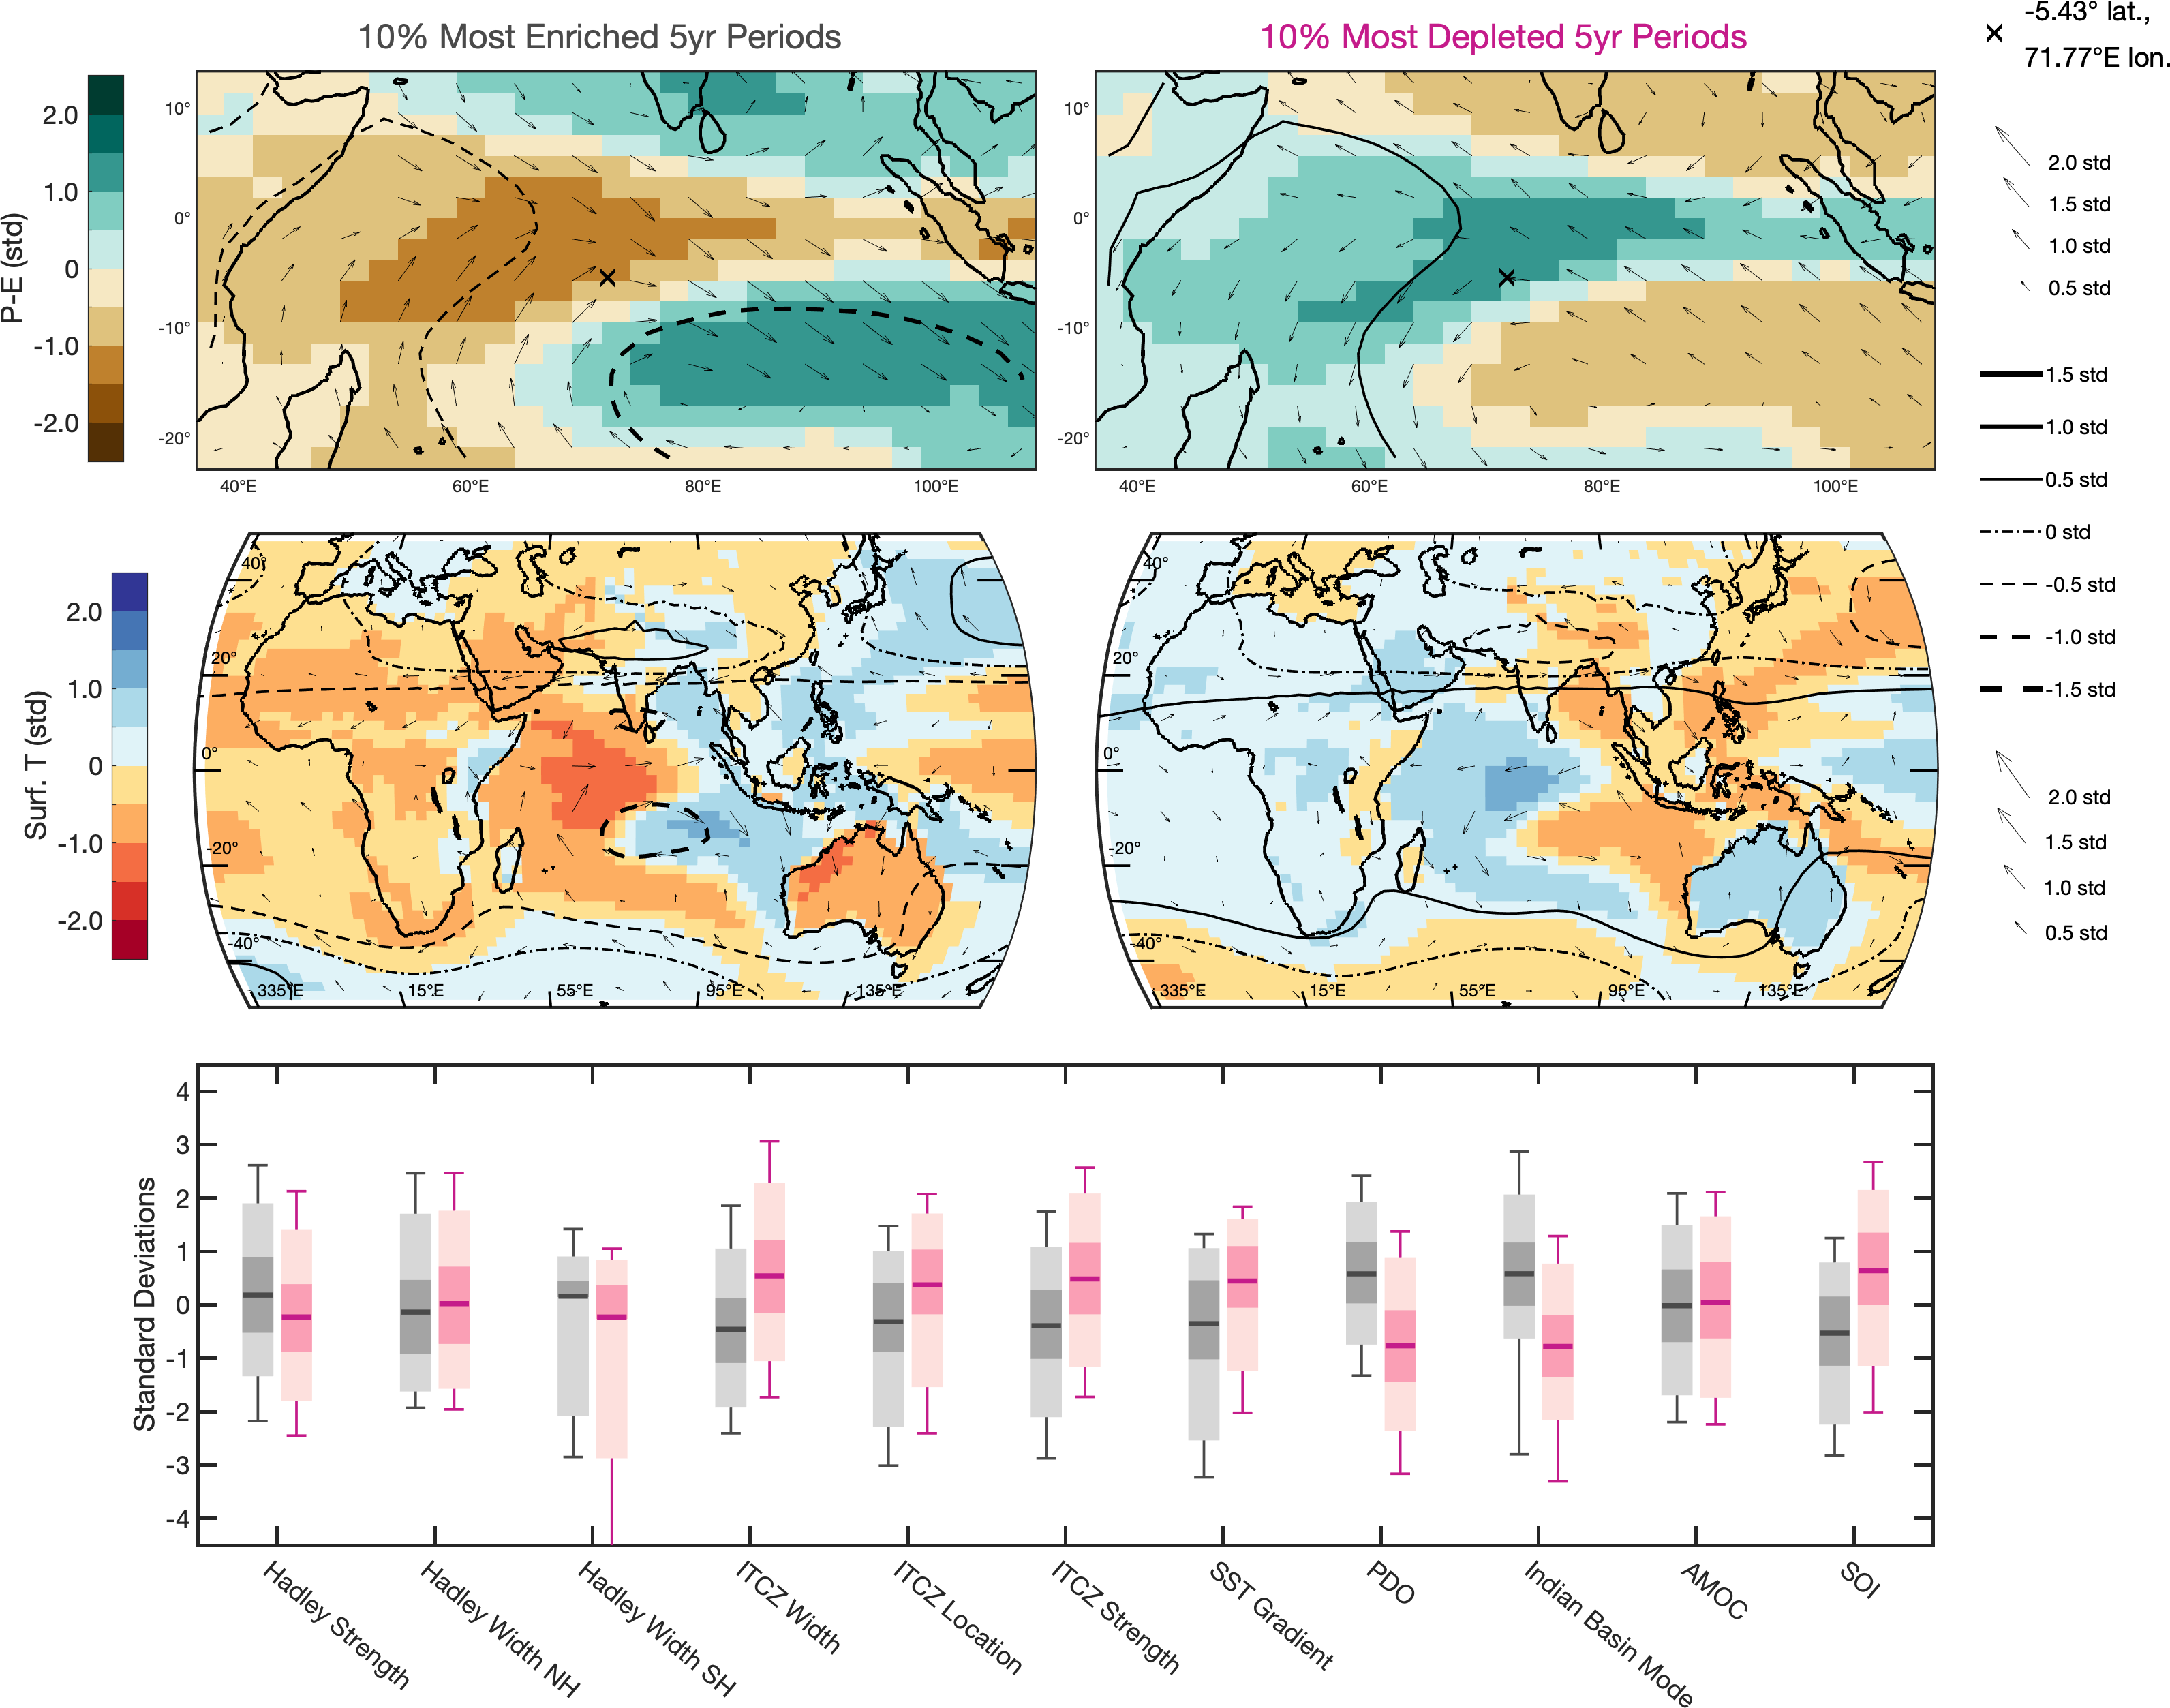 10% Most Enriched 5yr Periods
10% Most Depleted 5yr Periods
-5.43° lat.,
71.77°E lon.
P-E (std)
2.0
1.0
0
-1.0
-2.0
10°
0°
-10°
-20°
40°E
60°E
80°E
100°E
10°
0°
-10°
-20°
40°E
60°E
80°E
100°E
2.0 std
1.5 std
1.0 std
0.5 std
1.5 std
1.0 std
0.5 std
0 std
-0.5 std
-1.0 std
-1.5 std
Surf. T (std)
2.0
1.0
0
-1.0
-2.0
40°
20°
0°
-20°
-40°
335°E
15°E
55°E
95°E
135°E
40°
20°
0°
-20°
-40°
335°E
15°E
55°E
95°E
135°E
2.0 std
1.5 std
1.0 std
0.5 std
Standard Deviations
4
3
2
1
0
-1
-2
-3
-4
Hadley Strength
Hadley Width NH
Hadley Width SH
ITCZ Width
ITCZ Location
ITCZ Strength
SST Gradient
PDO
Indian Basin Mode
AMOC
SOI